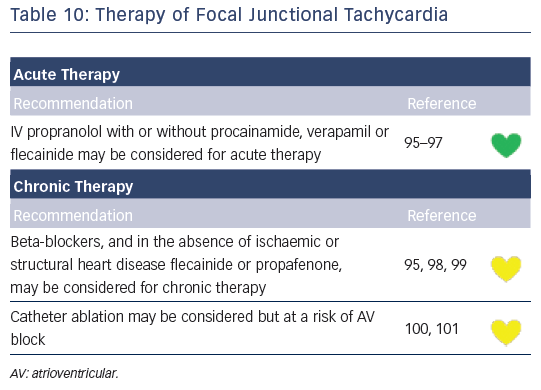 Table 10: Therapy of Focal Junctional Tachycardia
Acute Therapy
Recommendation Reference
IV propranolol with or without procainamide, verapamil or
flecainide may be considered for acute therapy
95–97
Chronic Therapy
Recommendation Reference
Beta-blockers, and in the absence of ischaemic or
structural heart disease flecainide or propafenone,
may be considered for chronic therapy
95, 98, 99
Catheter ablation may be considered but at a risk of AV
block
100, 101
AV: atrioventricular.